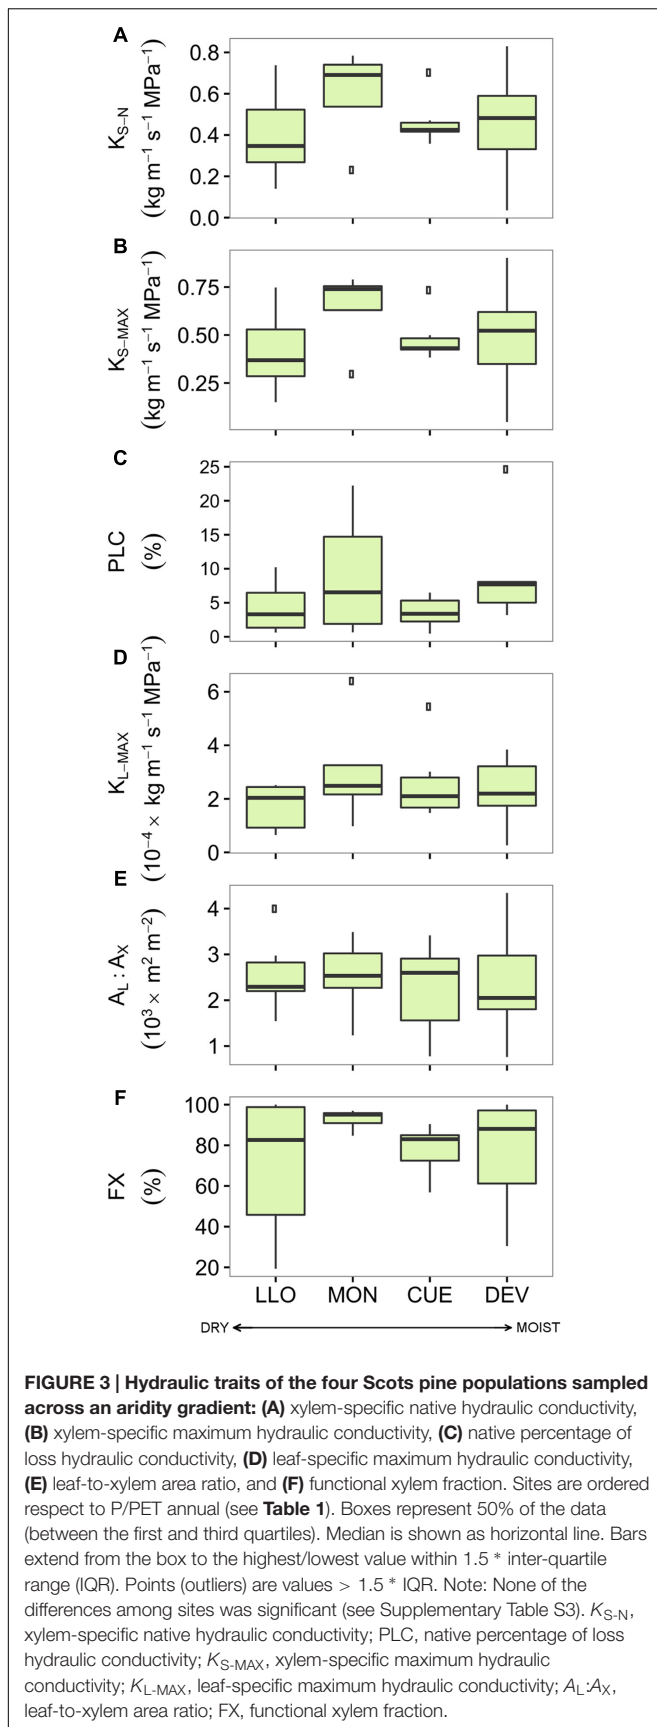 A
K_S–N
(kg m⁻¹ s⁻¹ MPa⁻¹)
0.8
0.6
0.4
0.2
0.0
B
K_S–MAX
(kg m⁻¹ s⁻¹ MPa⁻¹)
0.75
0.50
0.25
C
PLC
(%)
25
20
15
10
5
0
D
K_L–MAX
(10⁻⁴ × kg m⁻¹ s⁻¹ MPa⁻¹)
6
4
2
0
E
A_L : A_X
(10³ × m² m⁻²)
4
3
2
1
F
FX
(%)
100
80
60
40
20
LLO MON CUE DEV
DRY MOIST
FIGURE 3 | Hydraulic traits of the four Scots pine populations sampled
across an aridity gradient: (A) xylem-specific native hydraulic conductivity,
(B) xylem-specific maximum hydraulic conductivity, (C) native percentage of
loss hydraulic conductivity, (D) leaf-specific maximum hydraulic conductivity,
(E) leaf-to-xylem area ratio, and (F) functional xylem fraction. Sites are ordered
respect to P/PET annual (see Table 1). Boxes represent 50% of the data
(between the first and third quartiles). Median is shown as horizontal line. Bars
extend from the box to the highest/lowest value within 1.5 * inter-quartile
range (IQR). Points (outliers) are values > 1.5 * IQR. Note: None of the
differences among sites was significant (see Supplementary Table S3). K_S-N,
xylem-specific native hydraulic conductivity; PLC, native percentage of loss
hydraulic conductivity; K_S-MAX, xylem-specific maximum hydraulic
conductivity; K_L-MAX, leaf-specific maximum hydraulic conductivity; A_L:A_X,
leaf-to-xylem area ratio; FX, functional xylem fraction.